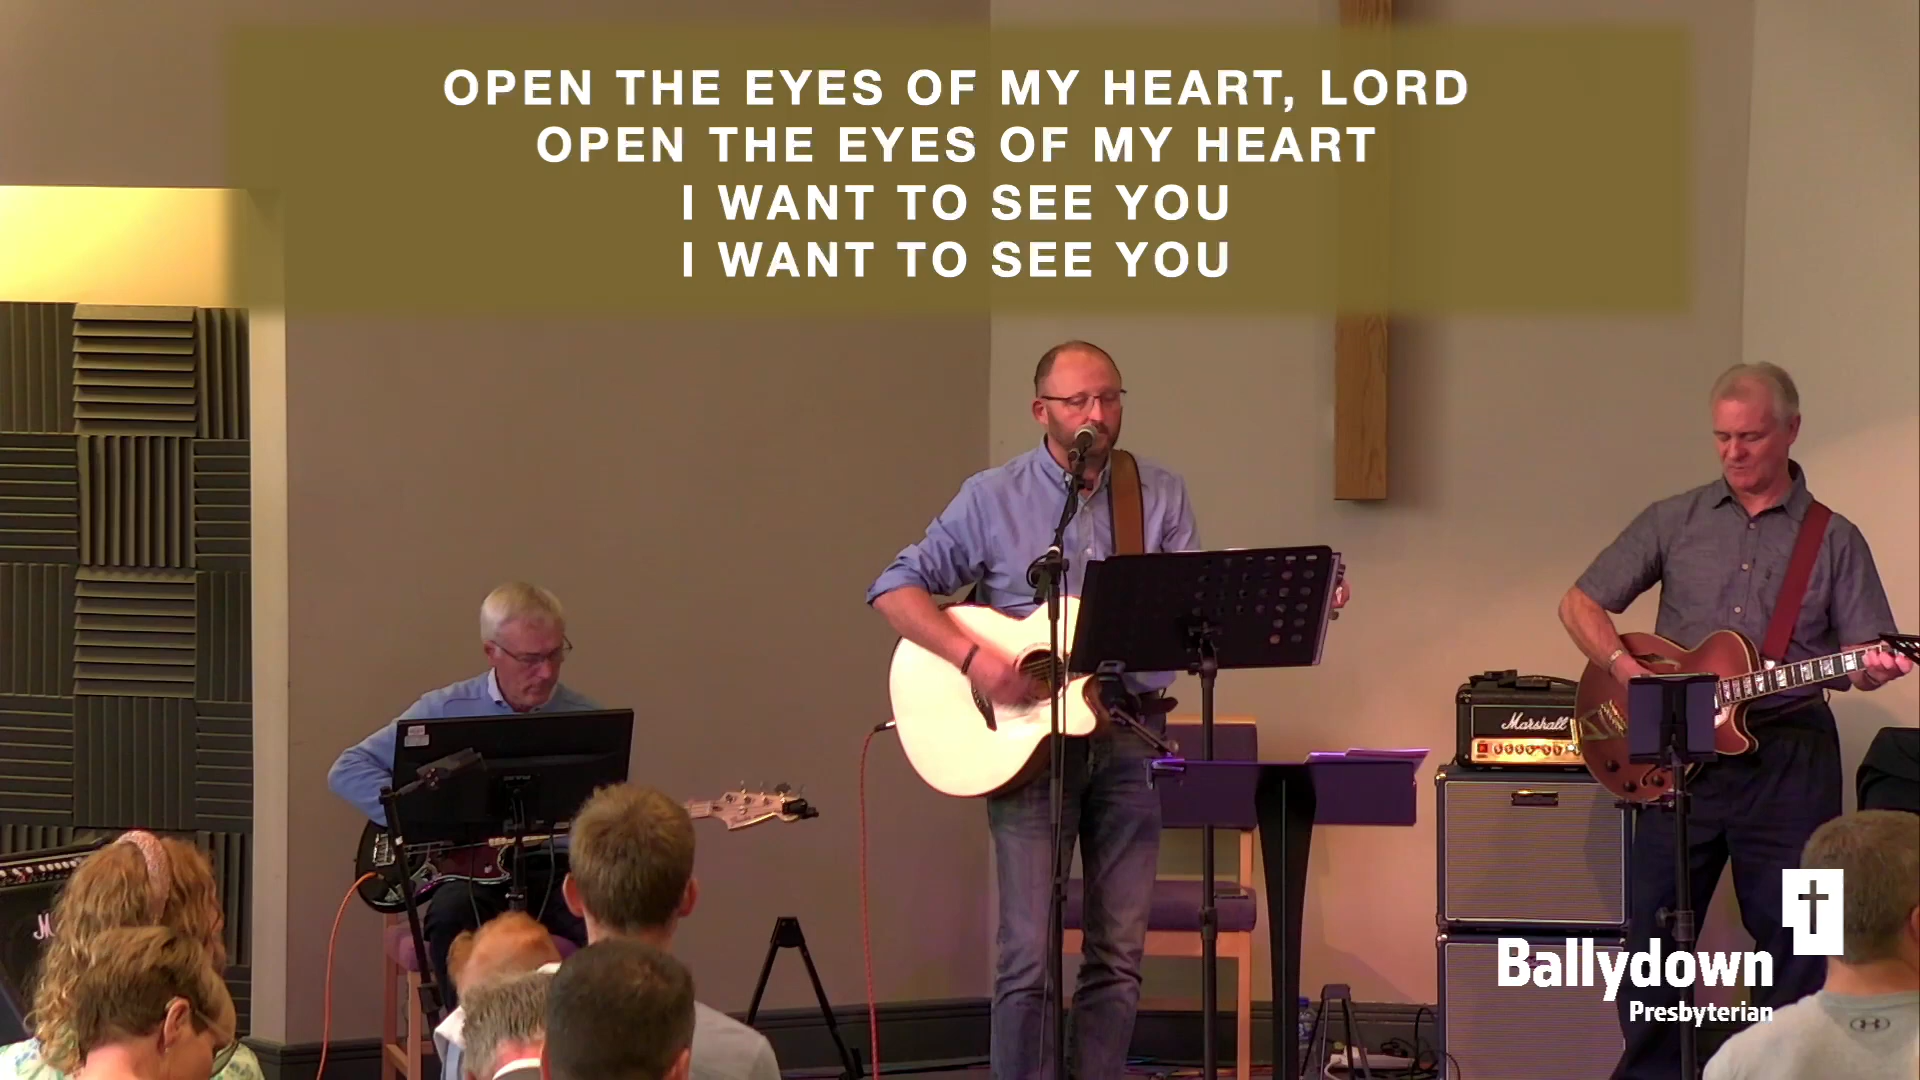 OPEN THE EYES OF MY HEART, LORD
OPEN THE EYES OF MY HEART
I WANT TO SEE YOU
I WANT TO SEE YOU
Marshall
Ballydown
Presbyterian